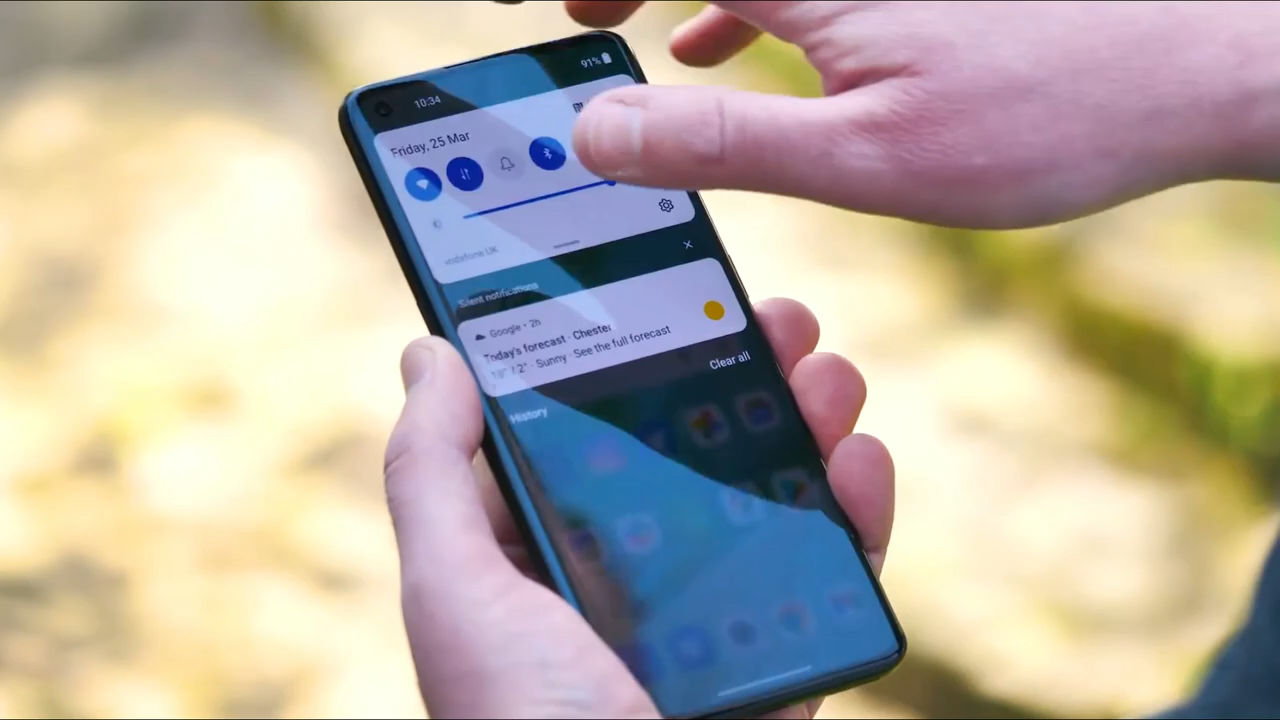 10:34
91%
Friday, 25 Mar
vodafone UK
Silent notifications
Google • 2h
Today's forecast · Chester
Sunny · See the full forecast
Clear all
History